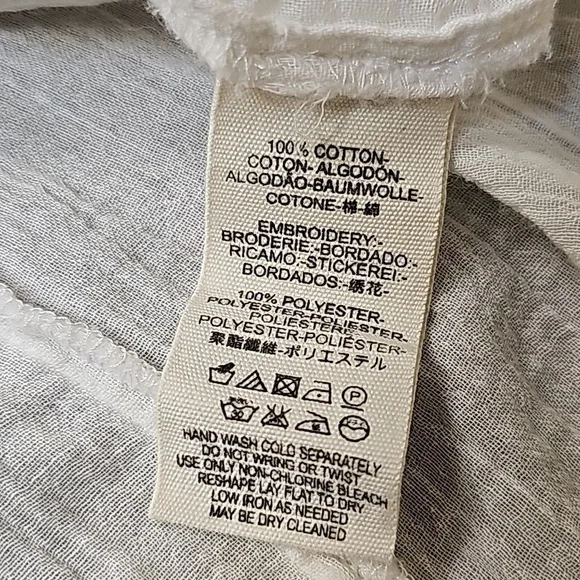 100% COTTON-
COTON-ALGODÓN-
ALGODÃO-BAUMWOLLE-
COTONE-棉-綿
EMBROIDERY:-
BRODERIE:-BORDADO:-
RICAMO:-STICKEREI:-
BORDADOS:-绣花-
100% POLYESTER-
POLYESTER-POLIESTER-
POLIÉSTER-
POLYESTER-POLIÉSTER-
聚酯纖維-ポリエステル
P
HAND WASH COLD SEPARATELY
DO NOT WRING OR TWIST
USE ONLY NON-CHLORINE BLEACH
RESHAPE LAY FLAT TO DRY
LOW IRON AS NEEDED
MAY BE DRY CLEANED